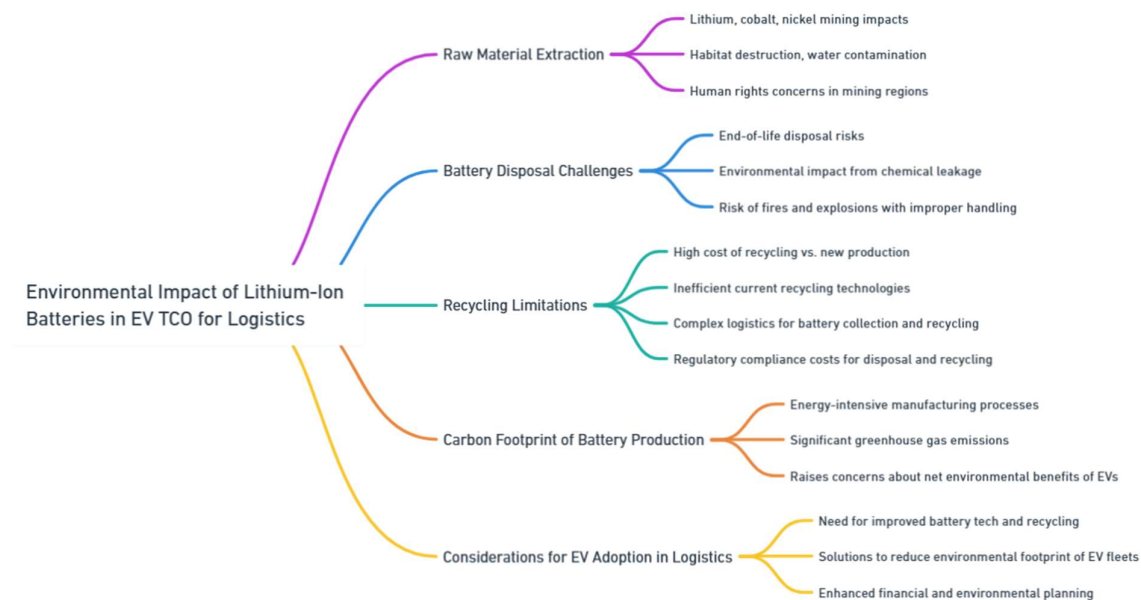 Environmental Impact of Lithium-Ion
Batteries in EV TCO for Logistics
Raw Material Extraction
Lithium, cobalt, nickel mining impacts
Habitat destruction, water contamination
Human rights concerns in mining regions
Battery Disposal Challenges
End-of-life disposal risks
Environmental impact from chemical leakage
Risk of fires and explosions with improper handling
Recycling Limitations
High cost of recycling vs. new production
Inefficient current recycling technologies
Complex logistics for battery collection and recycling
Regulatory compliance costs for disposal and recycling
Carbon Footprint of Battery Production
Energy-intensive manufacturing processes
Significant greenhouse gas emissions
Raises concerns about net environmental benefits of EVs
Considerations for EV Adoption in Logistics
Need for improved battery tech and recycling
Solutions to reduce environmental footprint of EV fleets
Enhanced financial and environmental planning